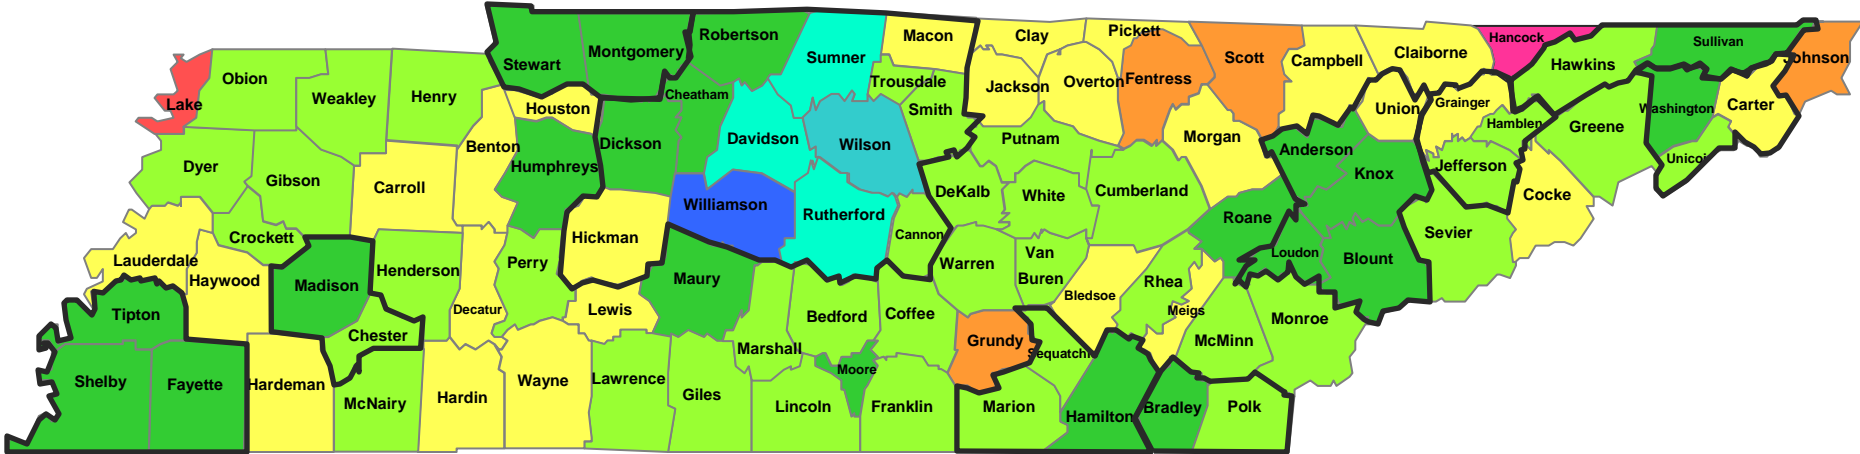 Lake
Obion
Weakley
Henry
Stewart
Montgomery
Robertson
Sumner
Macon
Clay
Pickett
Fentress
Scott
Campbell
Claiborne
Hancock
Hawkins
Sullivan
Johnson
Houston
Cheatham
Trousdale
Smith
Jackson
Overton
Union
Grainger
Hamblen
Greene
Washington
Carter
Unicoi
Dyer
Gibson
Carroll
Benton
Humphreys
Dickson
Davidson
Wilson
Putnam
Morgan
Anderson
Knox
Jefferson
Cocke
Crockett
Williamson
Rutherford
Cannon
DeKalb
White
Cumberland
Roane
Loudon
Blount
Sevier
Lauderdale
Haywood
Madison
Henderson
Decatur
Perry
Hickman
Lewis
Maury
Warren
Van
Buren
Bledsoe
Rhea
Meigs
McMinn
Monroe
Tipton
Chester
Marshall
Bedford
Coffee
Grundy
Sequatchie
Shelby
Fayette
Hardeman
McNairy
Hardin
Wayne
Lawrence
Giles
Lincoln
Moore
Franklin
Marion
Hamilton
Bradley
Polk